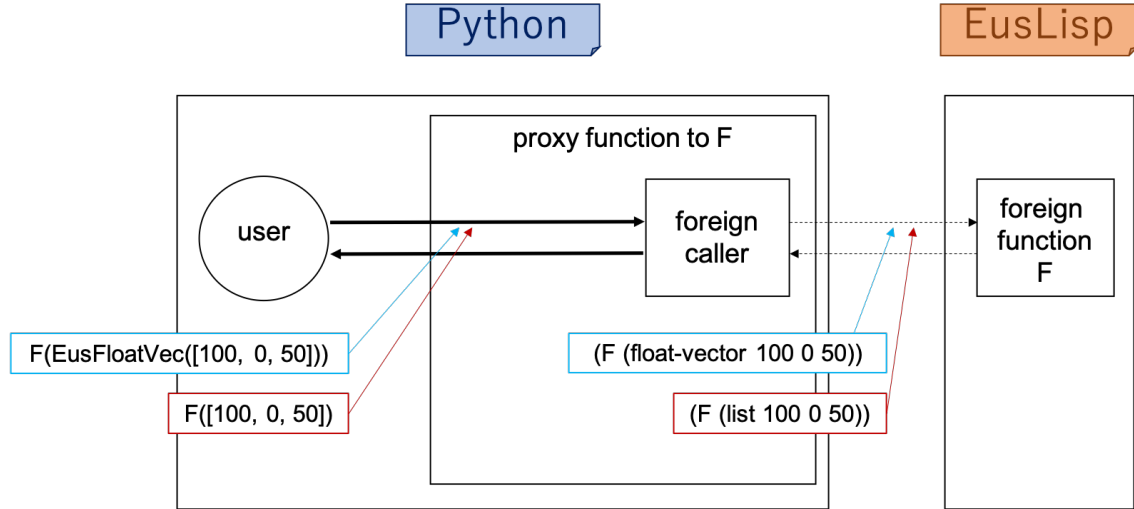 Python
EusLisp
proxy function to F
user
foreign
caller
foreign
function
F
F(EusFloatVec([100, 0, 50]))
(F (float-vector 100 0 50))
F([100, 0, 50])
(F (list 100 0 50))